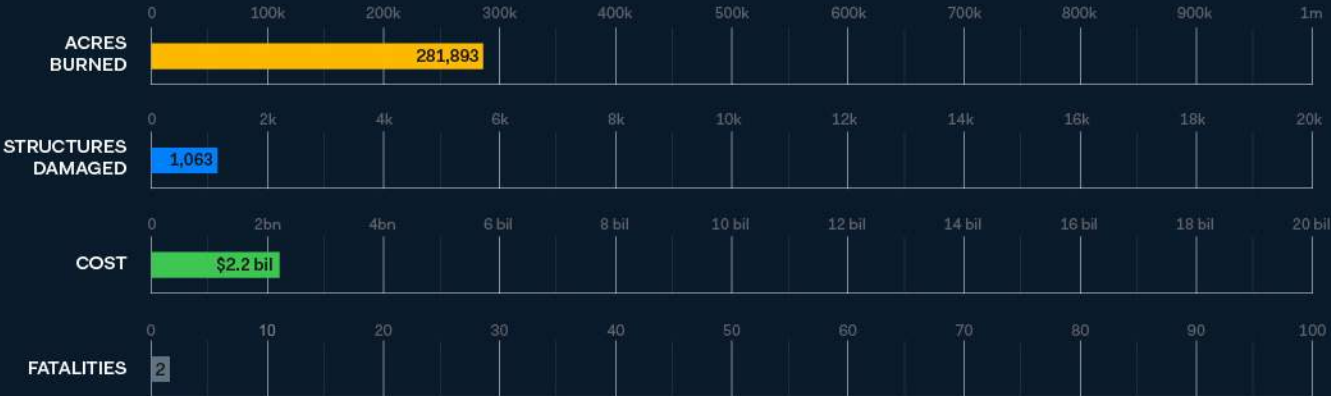 0 100k 200k 300k 400k 500k 600k 700k 800k 900k 1m
ACRES
BURNED
281,893
0 2k 4k 6k 8k 10k 12k 14k 16k 18k 20k
STRUCTURES
DAMAGED
1,063
0 2bn 4bn 6 bil 8 bil 10 bil 12 bil 14 bil 16 bil 18 bil 20 bil
COST
$2.2 bil
0 10 20 30 40 50 60 70 80 90 100
FATALITIES
2